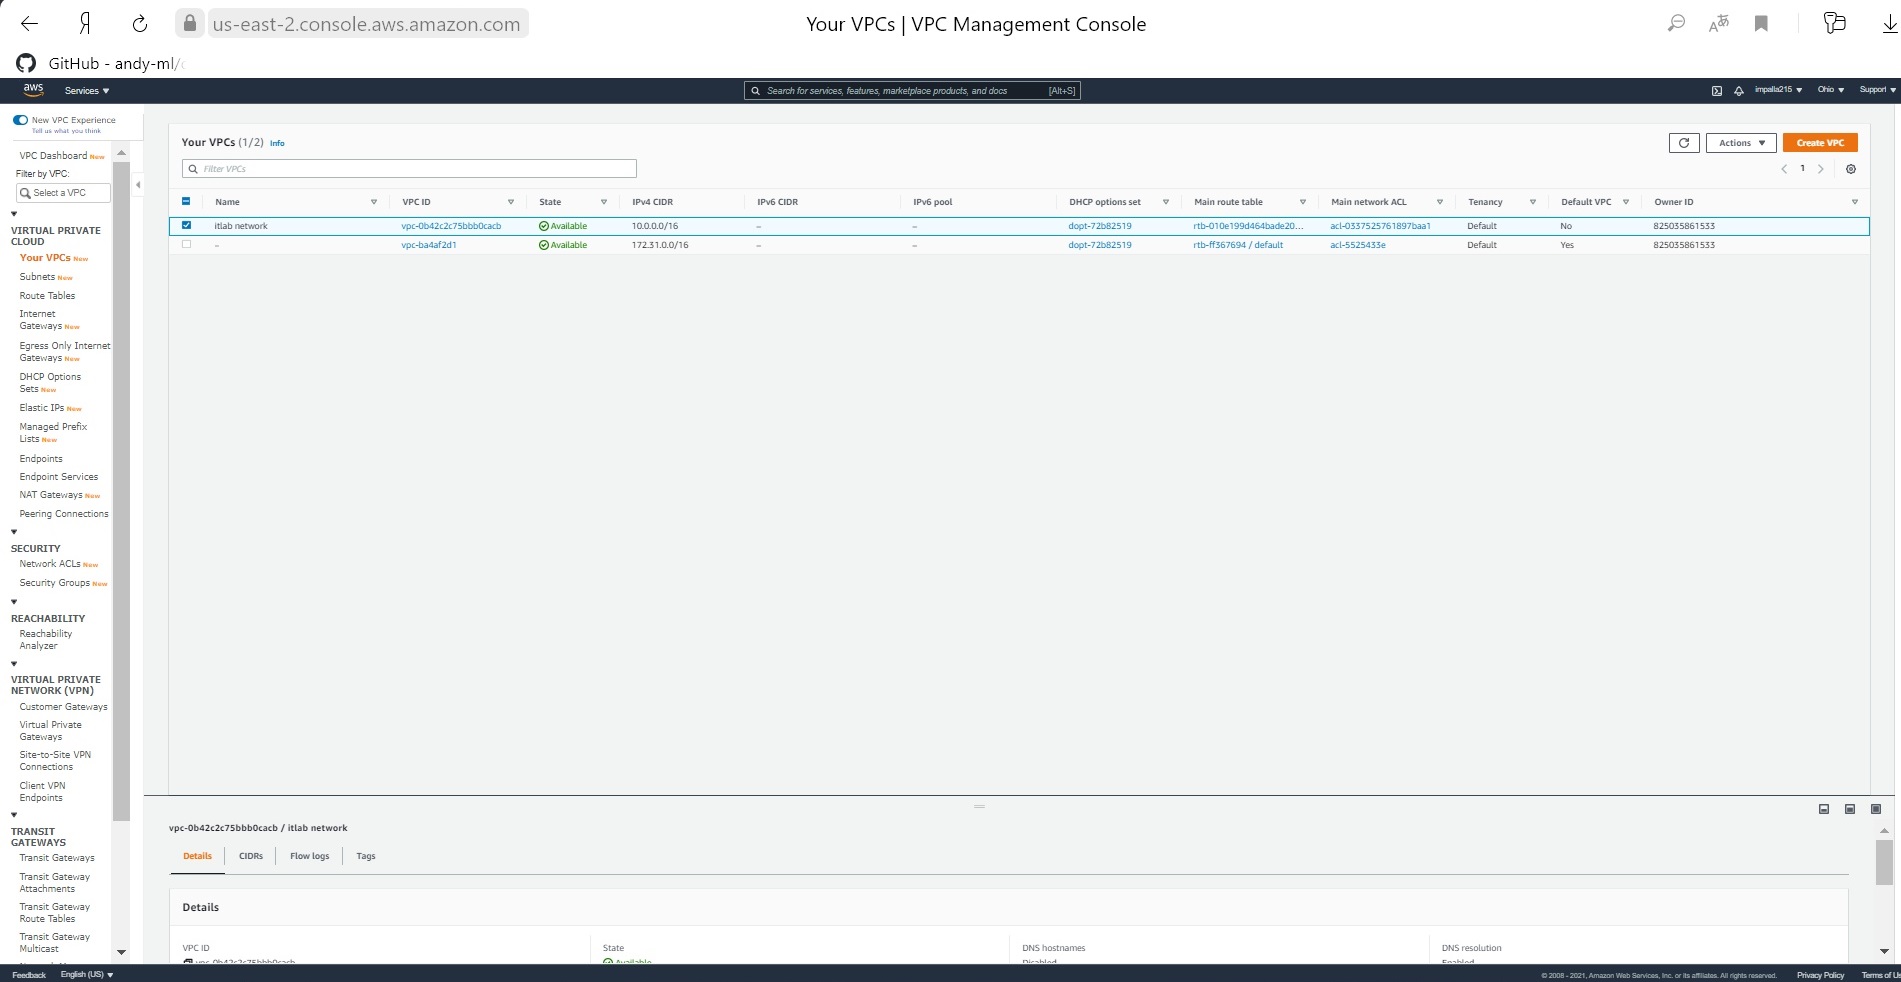 Я
us-east-2.console.aws.amazon.com
Your VPCs | VPC Management Console
GitHub - andy-ml/
aws
Services
Search for services, features, marketplace products, and docs
[Alt+S]
impalla215
Ohio
Support
New VPC Experience
Tell us what you think
VPC Dashboard New
Filter by VPC:
Select a VPC
VIRTUAL PRIVATE
CLOUD
Your VPCs New
Subnets New
Route Tables
Internet
Gateways New
Egress Only Internet
Gateways New
DHCP Options
Sets New
Elastic IPs New
Managed Prefix
Lists New
Endpoints
Endpoint Services
NAT Gateways New
Peering Connections
SECURITY
Network ACLs New
Security Groups New
REACHABILITY
Reachability
Analyzer
VIRTUAL PRIVATE
NETWORK (VPN)
Customer Gateways
Virtual Private
Gateways
Site-to-Site VPN
Connections
Client VPN
Endpoints
TRANSIT
GATEWAYS
Transit Gateways
Transit Gateway
Attachments
Transit Gateway
Route Tables
Transit Gateway
Multicast
Your VPCs (1/2) Info
Actions
Create VPC
Filter VPCs
1
Name VPC ID State IPv4 CIDR IPv6 CIDR IPv6 pool DHCP options set Main route table Main network ACL Tenancy Default VPC Owner ID
itlab network vpc-0b42c2c75bbb0cacb Available 10.0.0.0/16 – – dopt-72b82519 rtb-010e199d464bade20... acl-0337525761897baa1 Default No 825035861533
– vpc-ba4af2d1 Available 172.31.0.0/16 – – dopt-72b82519 rtb-ff367694 / default acl-5525433e Default Yes 825035861533
vpc-0b42c2c75bbb0cacb / itlab network
Details CIDRs Flow logs Tags
Details
VPC ID State DNS hostnames DNS resolution
vpc-0b42c2c75bbb0cacb Available Disabled Enabled
Feedback English (US)
© 2008 - 2021, Amazon Web Services, Inc. or its affiliates. All rights reserved. Privacy Policy Terms of Us